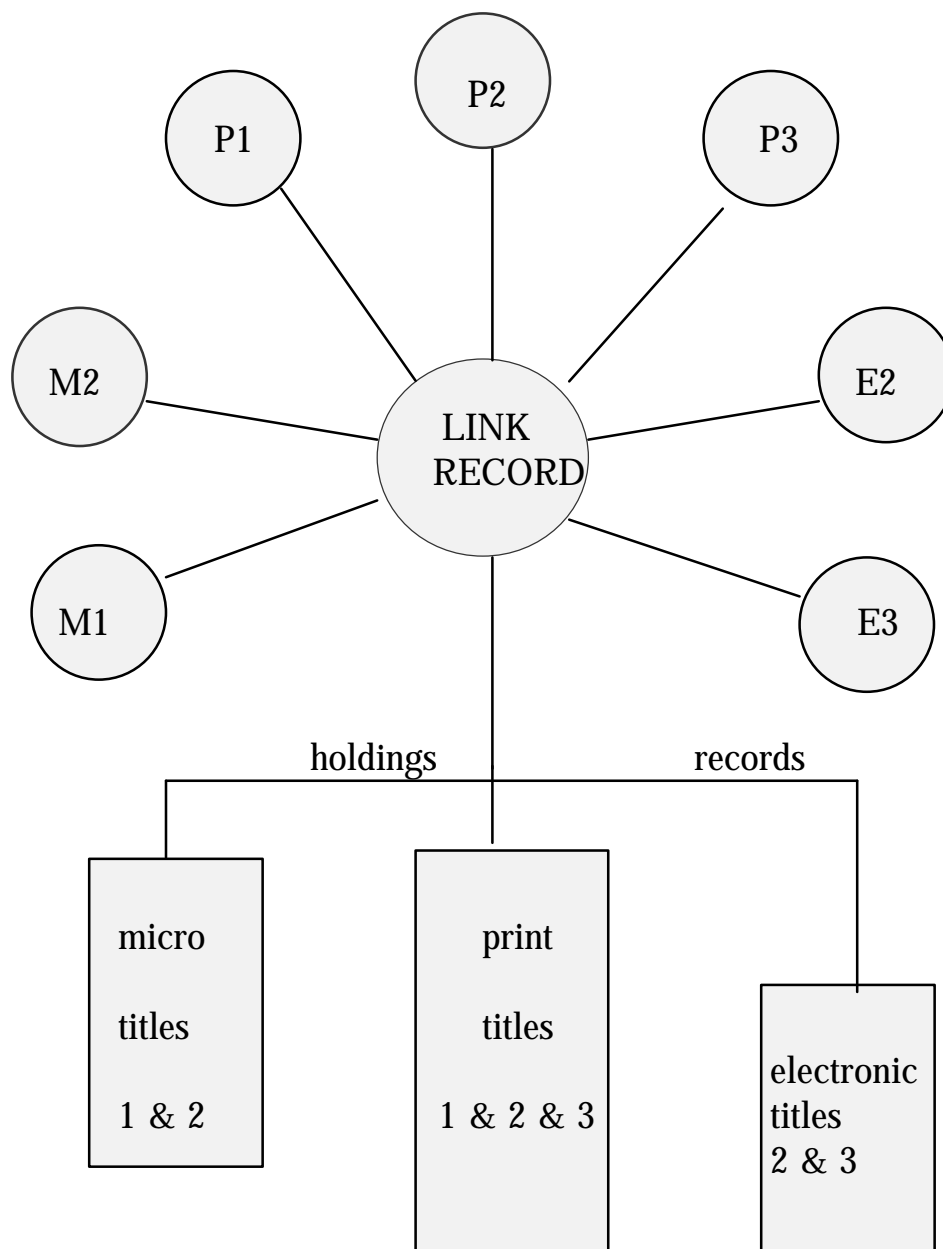 P2
P1
P3
M2
E2
LINK
RECORD
M1
E3
holdings records
micro
titles
1 & 2
print
titles
1 & 2 & 3
electronic
titles
2 & 3